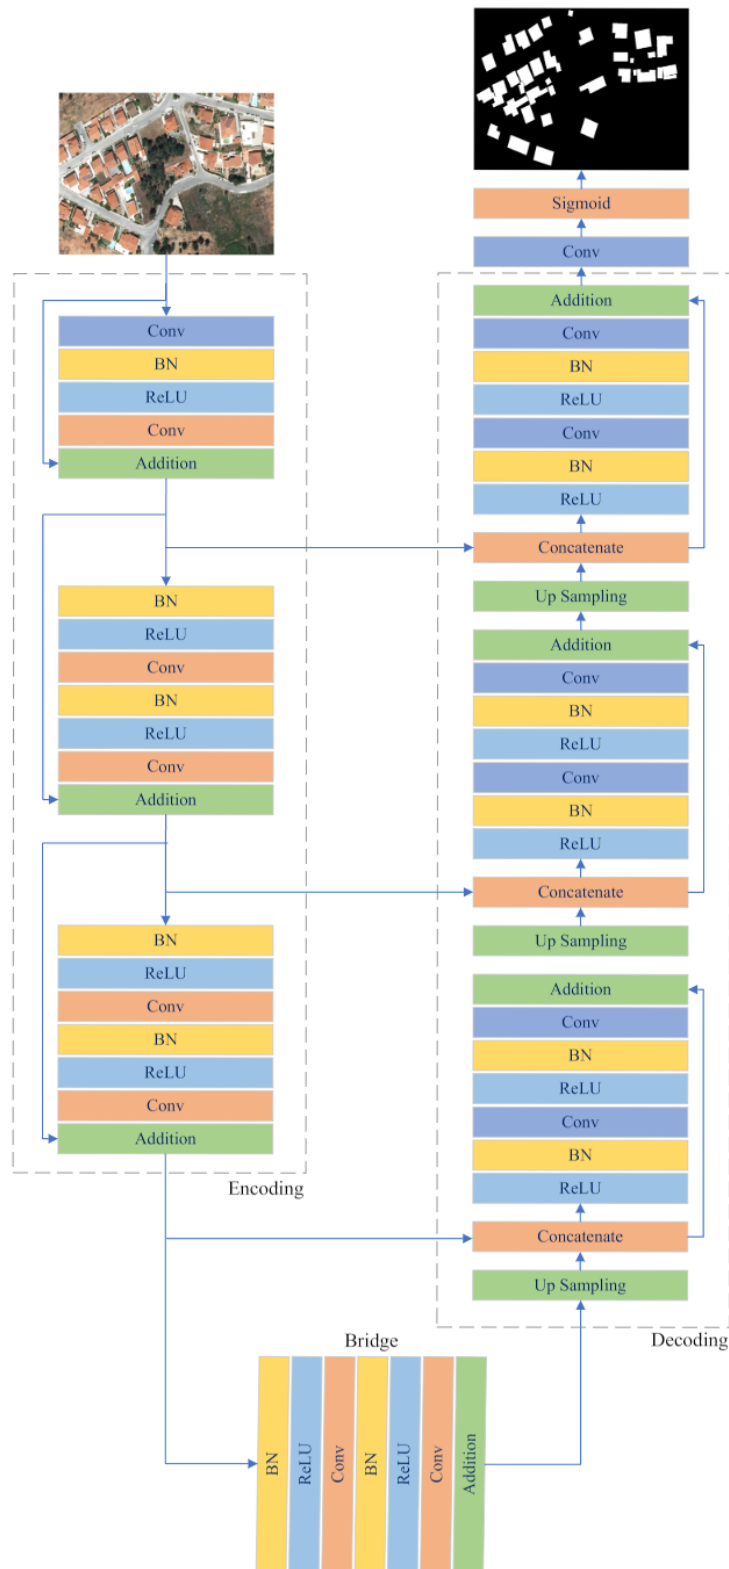 Conv
BN
ReLU
Conv
Addition
BN
ReLU
Conv
BN
ReLU
Conv
Addition
BN
ReLU
Conv
BN
ReLU
Conv
Addition
Encoding
Bridge
BN
ReLU
Conv
BN
ReLU
Conv
Addition
Sigmoid
Conv
Addition
Conv
BN
ReLU
Conv
BN
ReLU
Concatenate
Up Sampling
Addition
Conv
BN
ReLU
Conv
BN
ReLU
Concatenate
Up Sampling
Addition
Conv
BN
ReLU
Conv
BN
ReLU
Concatenate
Up Sampling
Decoding